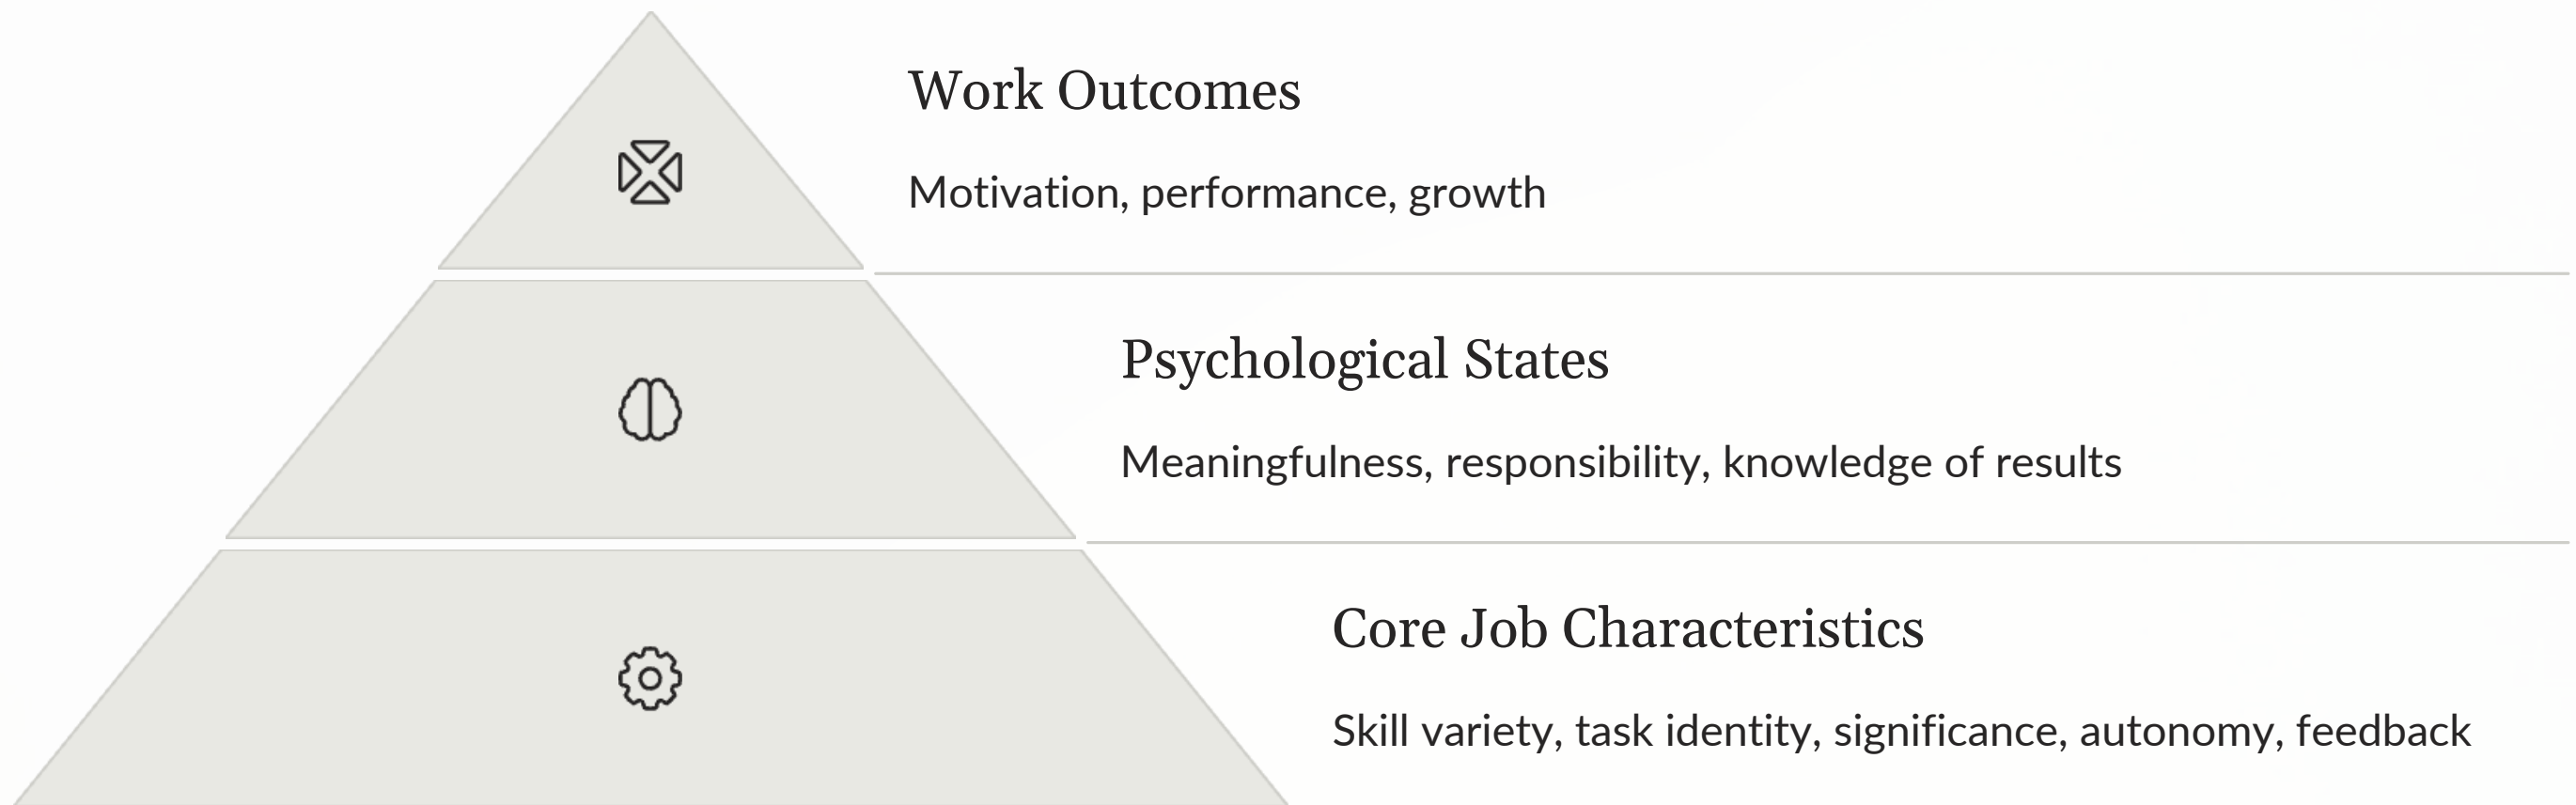 Work Outcomes
Motivation, performance, growth
Psychological States
Meaningfulness, responsibility, knowledge of results
Core Job Characteristics
Skill variety, task identity, significance, autonomy, feedback